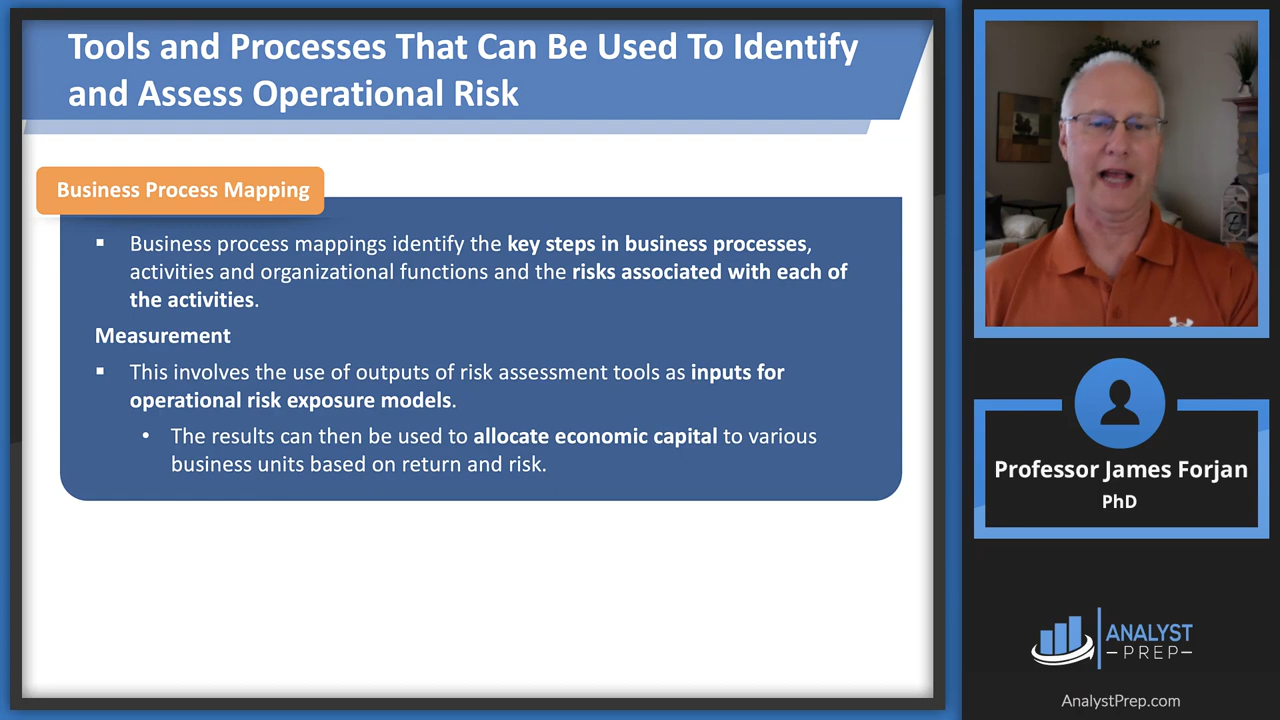 Tools and Processes That Can Be Used To Identify
and Assess Operational Risk
Business Process Mapping
▪ Business process mappings identify the key steps in business processes,
activities and organizational functions and the risks associated with each of
the activities.
Measurement
▪ This involves the use of outputs of risk assessment tools as inputs for
operational risk exposure models.
• The results can then be used to allocate economic capital to various
business units based on return and risk.
Professor James Forjan
PhD
ANALYST
–PREP–
AnalystPrep.com